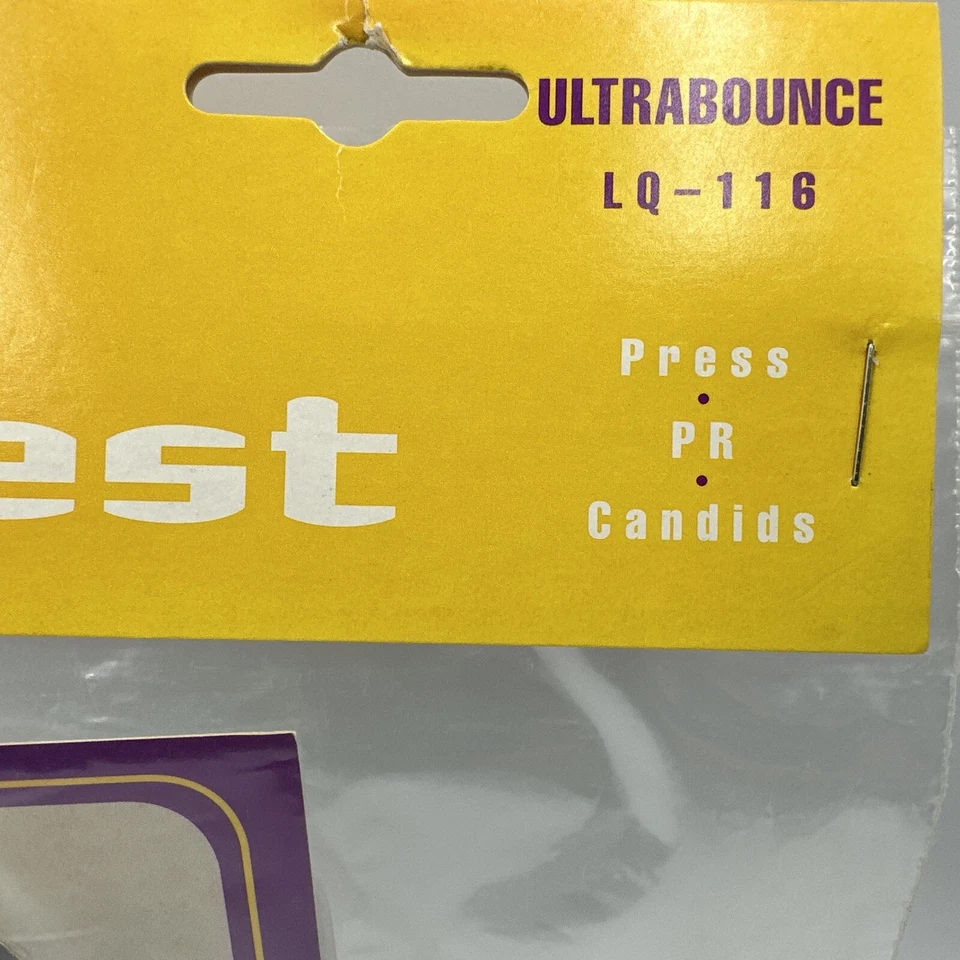 ULTRABOUNCE
LQ-116
Press
•
PR
•
Candids
est